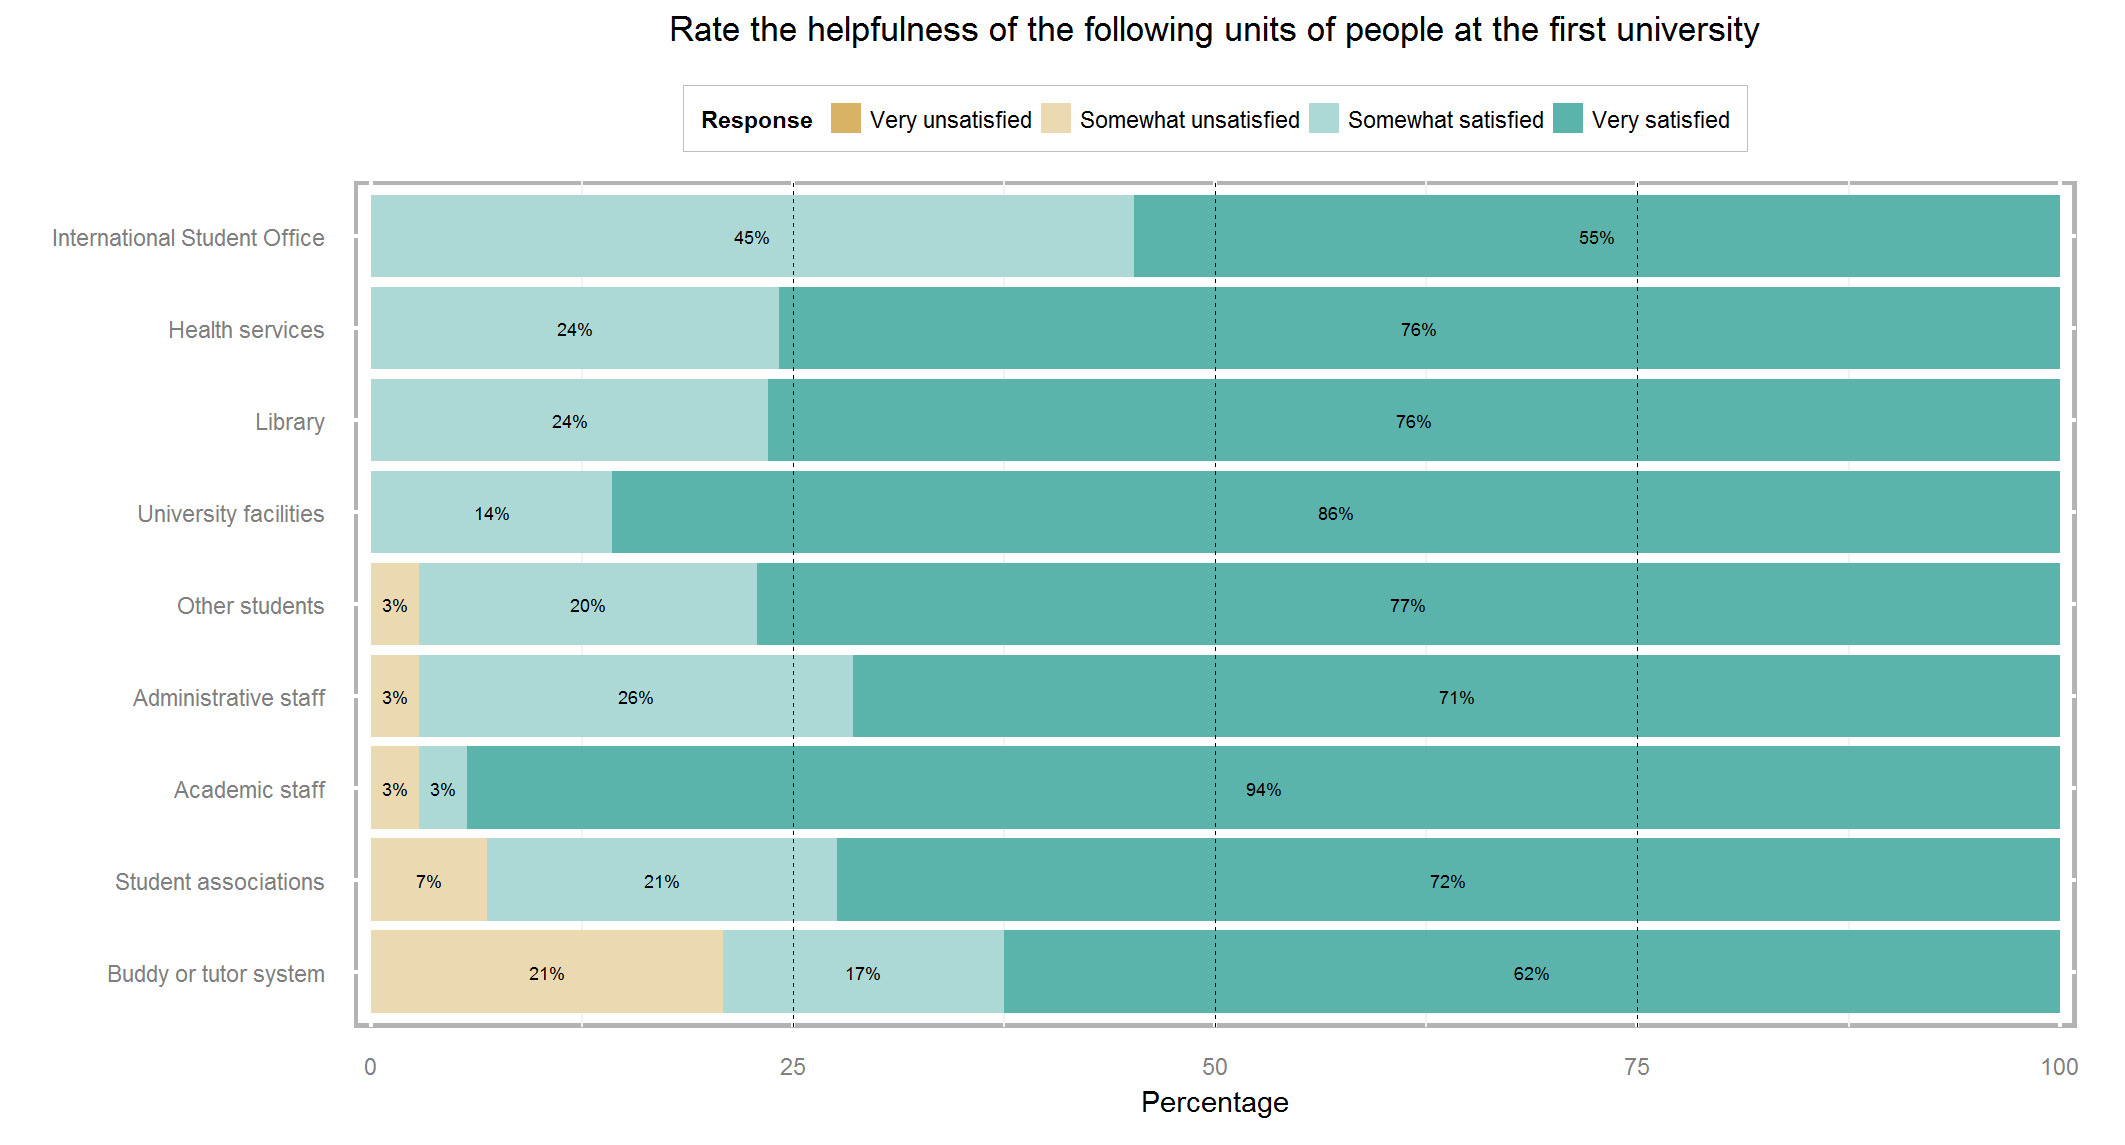 Rate the helpfulness of the following units of people at the first university
Response Very unsatisfied Somewhat unsatisfied Somewhat satisfied Very satisfied
International Student Office 45% 55%
Health services 24% 76%
Library 24% 76%
University facilities 14% 86%
Other students 3% 20% 77%
Administrative staff 3% 26% 71%
Academic staff 3% 3% 94%
Student associations 7% 21% 72%
Buddy or tutor system 21% 17% 62%
0 25 50 75 100
Percentage